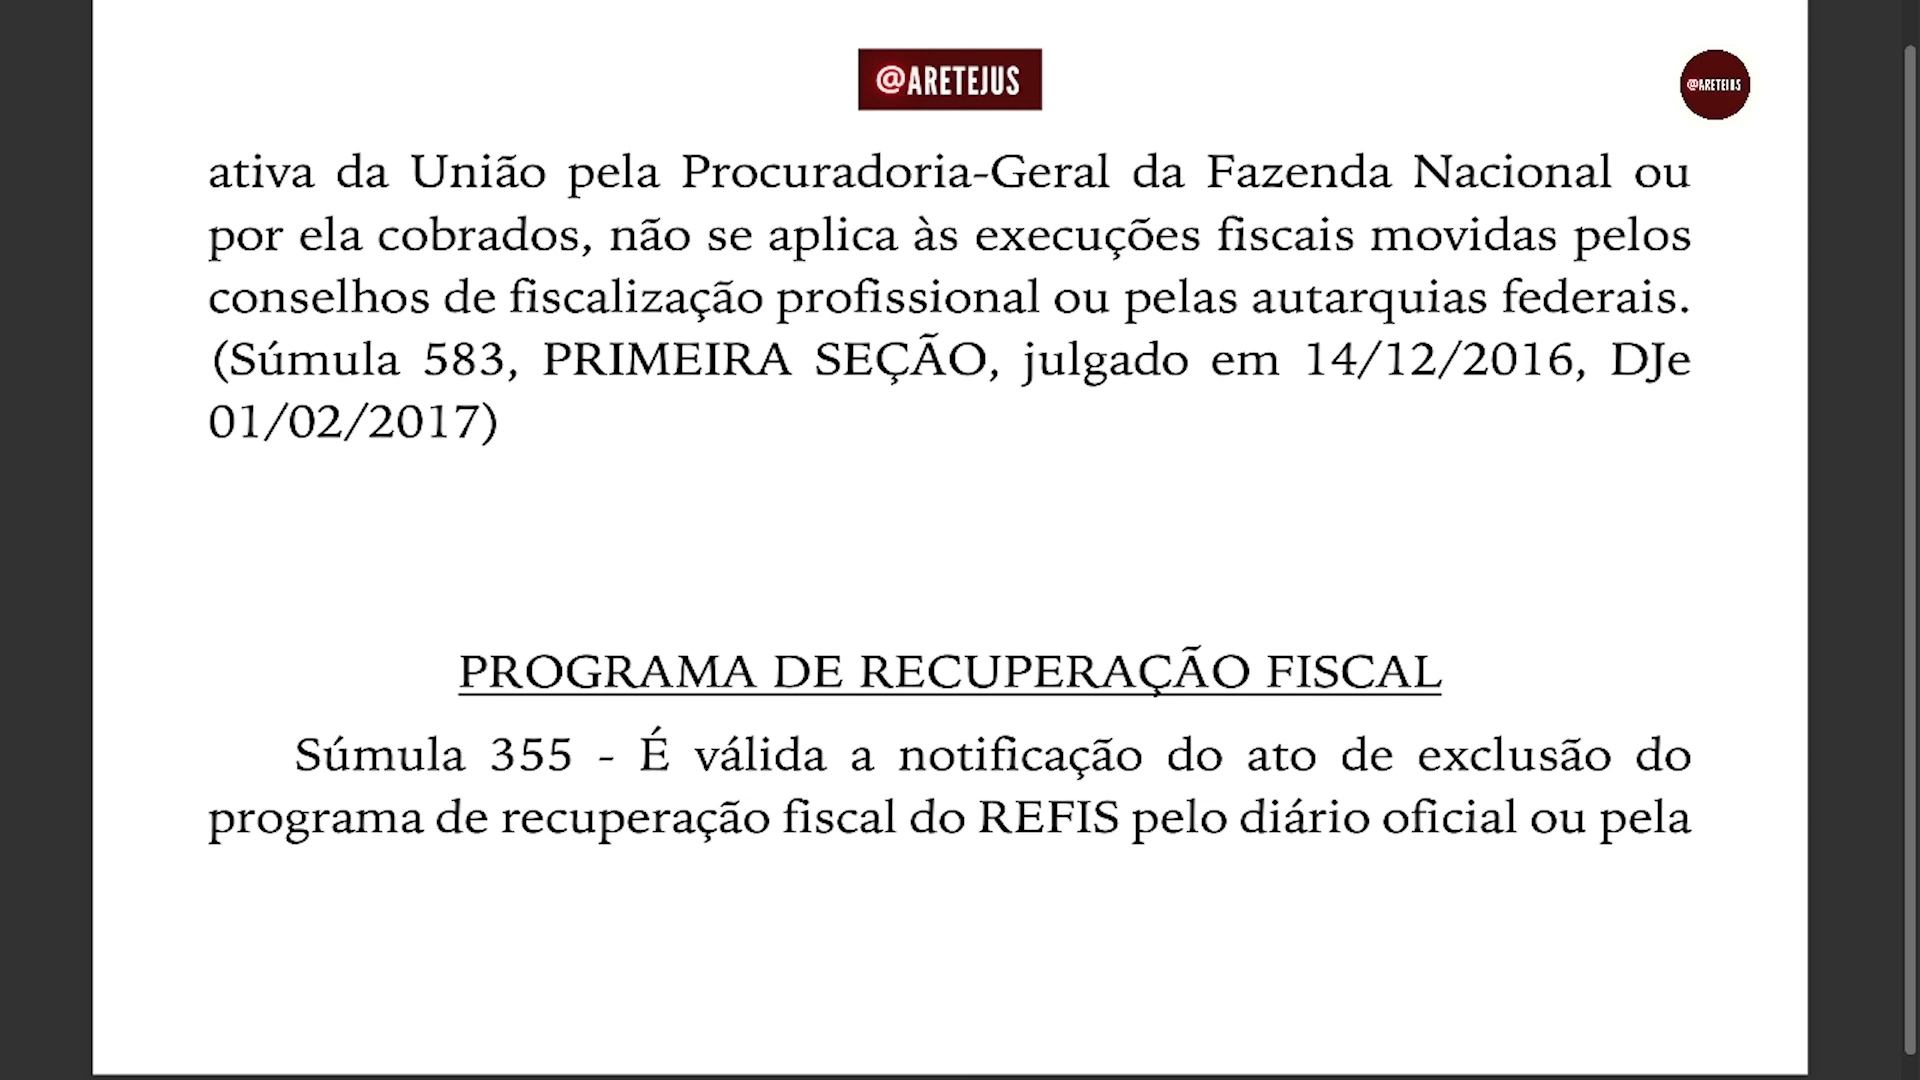 @ARETEJUS
@ARETEJUS
ativa da União pela Procuradoria-Geral da Fazenda Nacional ou
por ela cobrados, não se aplica às execuções fiscais movidas pelos
conselhos de fiscalização profissional ou pelas autarquias federais.
(Súmula 583, PRIMEIRA SEÇÃO, julgado em 14/12/2016, DJe
01/02/2017)
PROGRAMA DE RECUPERAÇÃO FISCAL
Súmula 355 - É válida a notificação do ato de exclusão do
programa de recuperação fiscal do REFIS pelo diário oficial ou pela